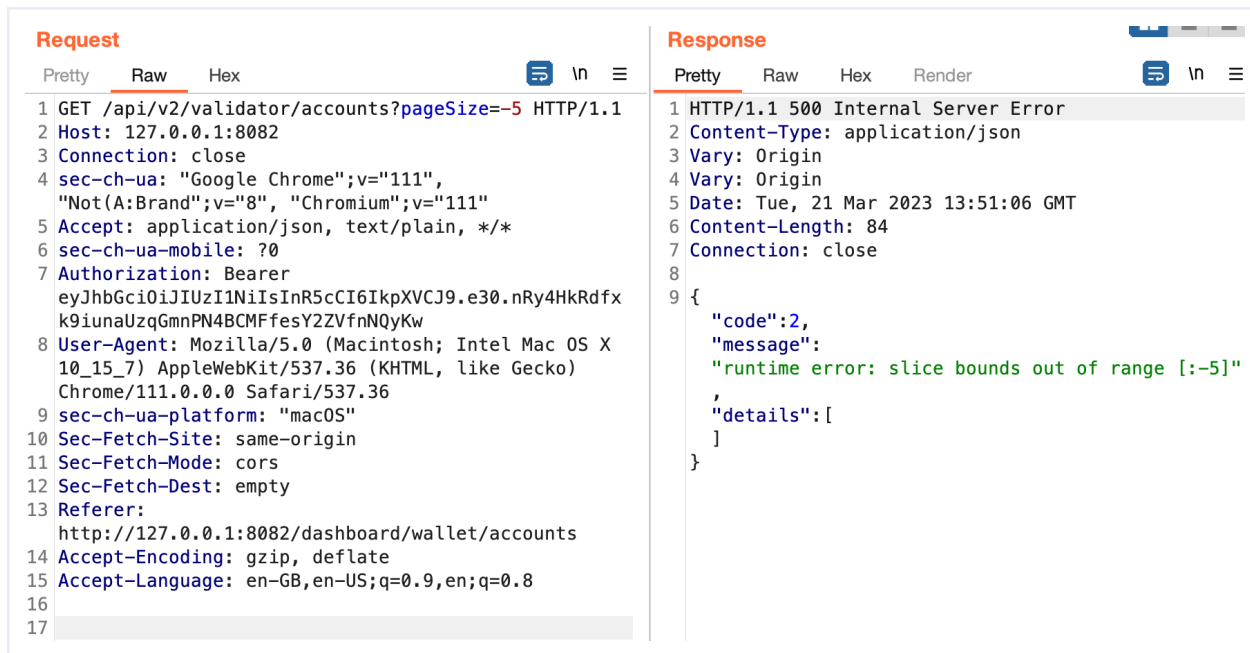 Request
Pretty Raw Hex \n
1 GET /api/v2/validator/accounts?pageSize=-5 HTTP/1.1
2 Host: 127.0.0.1:8082
3 Connection: close
4 sec-ch-ua: "Google Chrome";v="111",
"Not(A:Brand";v="8", "Chromium";v="111"
5 Accept: application/json, text/plain, */*
6 sec-ch-ua-mobile: ?0
7 Authorization: Bearer
eyJhbGciOiJIUzI1NiIsInR5cCI6IkpXVCJ9.e30.nRy4HkRdfx
k9iunaUzqGmnPN4BCMFfesY2ZVfnNQyKw
8 User-Agent: Mozilla/5.0 (Macintosh; Intel Mac OS X
10_15_7) AppleWebKit/537.36 (KHTML, like Gecko)
Chrome/111.0.0.0 Safari/537.36
9 sec-ch-ua-platform: "macOS"
10 Sec-Fetch-Site: same-origin
11 Sec-Fetch-Mode: cors
12 Sec-Fetch-Dest: empty
13 Referer:
http://127.0.0.1:8082/dashboard/wallet/accounts
14 Accept-Encoding: gzip, deflate
15 Accept-Language: en-GB,en-US;q=0.9,en;q=0.8
16
17
Response
Pretty Raw Hex Render \n
1 HTTP/1.1 500 Internal Server Error
2 Content-Type: application/json
3 Vary: Origin
4 Vary: Origin
5 Date: Tue, 21 Mar 2023 13:51:06 GMT
6 Content-Length: 84
7 Connection: close
8
9 {
"code":2,
"message":
"runtime error: slice bounds out of range [:-5]"
,
"details":[
]
}